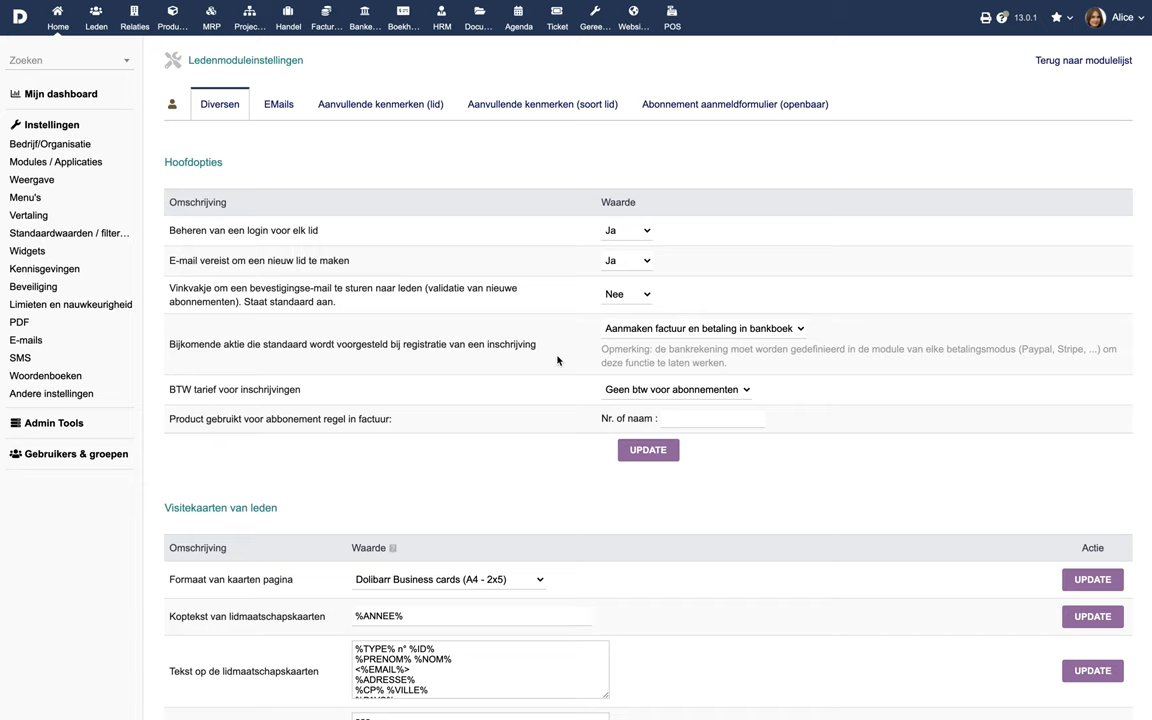 D
Home Leden Relaties Produ... MRP Projec... Handel Factur... Banke... Boekh... HRM Docu... Agenda Ticket Geree... Websi... POS
13.0.1
Alice
Zoeken
Ledenmoduleinstellingen
Terug naar modulelijst
Mijn dashboard
Diversen EMails Aanvullende kenmerken (lid) Aanvullende kenmerken (soort lid) Abonnement aanmeldformulier (openbaar)
Instellingen
Bedrijf/Organisatie
Modules / Applicaties
Weergave
Menu's
Vertaling
Standaardwaarden / filter...
Widgets
Kennisgevingen
Beveiliging
Limieten en nauwkeurigheid
PDF
E-mails
SMS
Woordenboeken
Andere instellingen
Admin Tools
Gebruikers & groepen
Hoofdopties
Omschrijving Waarde
Beheren van een login voor elk lid Ja
E-mail vereist om een nieuw lid te maken Ja
Vinkvakje om een bevestigingse-mail te sturen naar leden (validatie van nieuwe
abonnementen). Staat standaard aan. Nee
Bijkomende aktie die standaard wordt voorgesteld bij registratie van een inschrijving
Aanmaken factuur en betaling in bankboek
Opmerking: de bankrekening moet worden gedefinieerd in de module van elke betalingsmodus (Paypal, Stripe, ...) om
deze functie te laten werken.
BTW tarief voor inschrijvingen Geen btw voor abonnementen
Product gebruikt voor abbonement regel in factuur: Nr. of naam :
UPDATE
Visitekaarten van leden
Omschrijving Waarde Actie
Formaat van kaarten pagina Dolibarr Business cards (A4 - 2x5) UPDATE
Koptekst van lidmaatschapskaarten %ANNEE% UPDATE
Tekst op de lidmaatschapskaarten
%TYPE% n° %ID%
%PRENOM% %NOM%
<%EMAIL%>
%ADRESSE%
%CP% %VILLE%
UPDATE